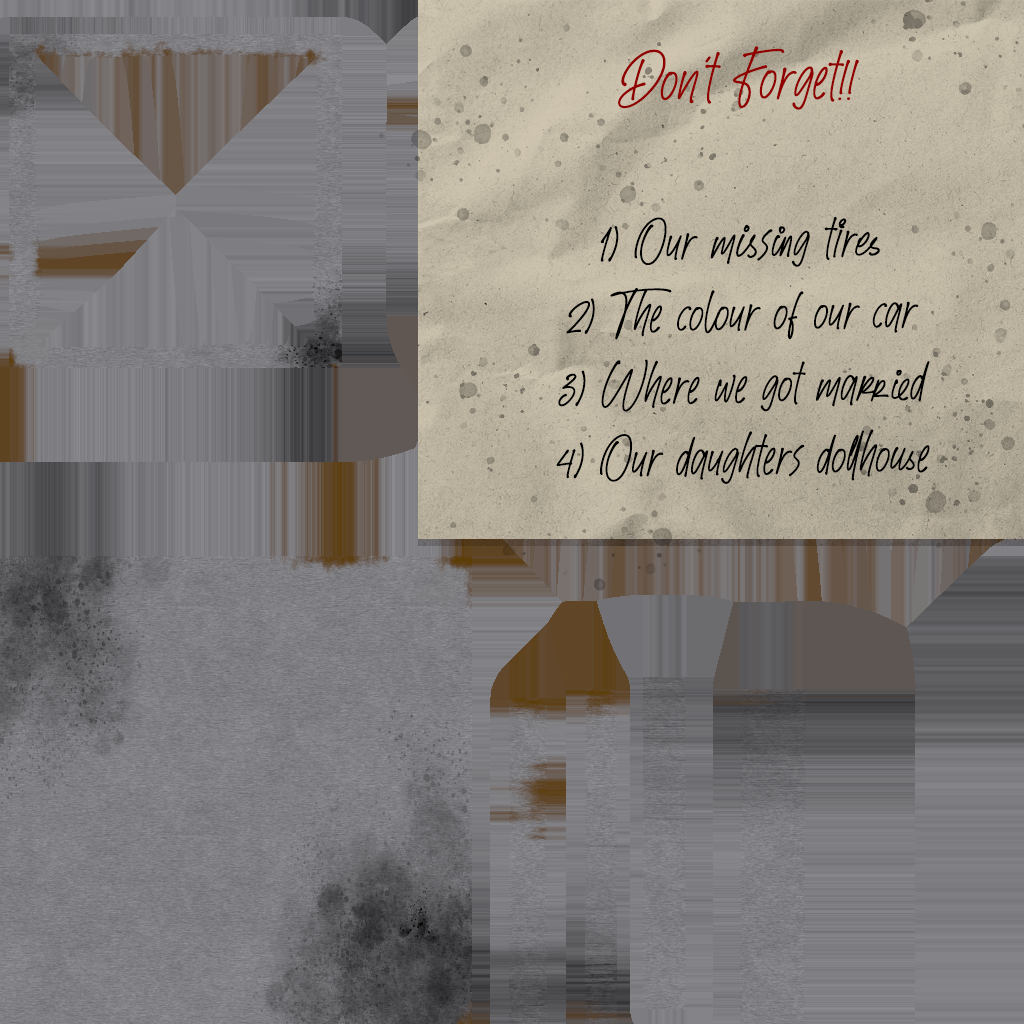 Don't Forget!!
1) Our missing tires
2) The colour of our car
3) Where we got married
4) Our daughters dollhouse